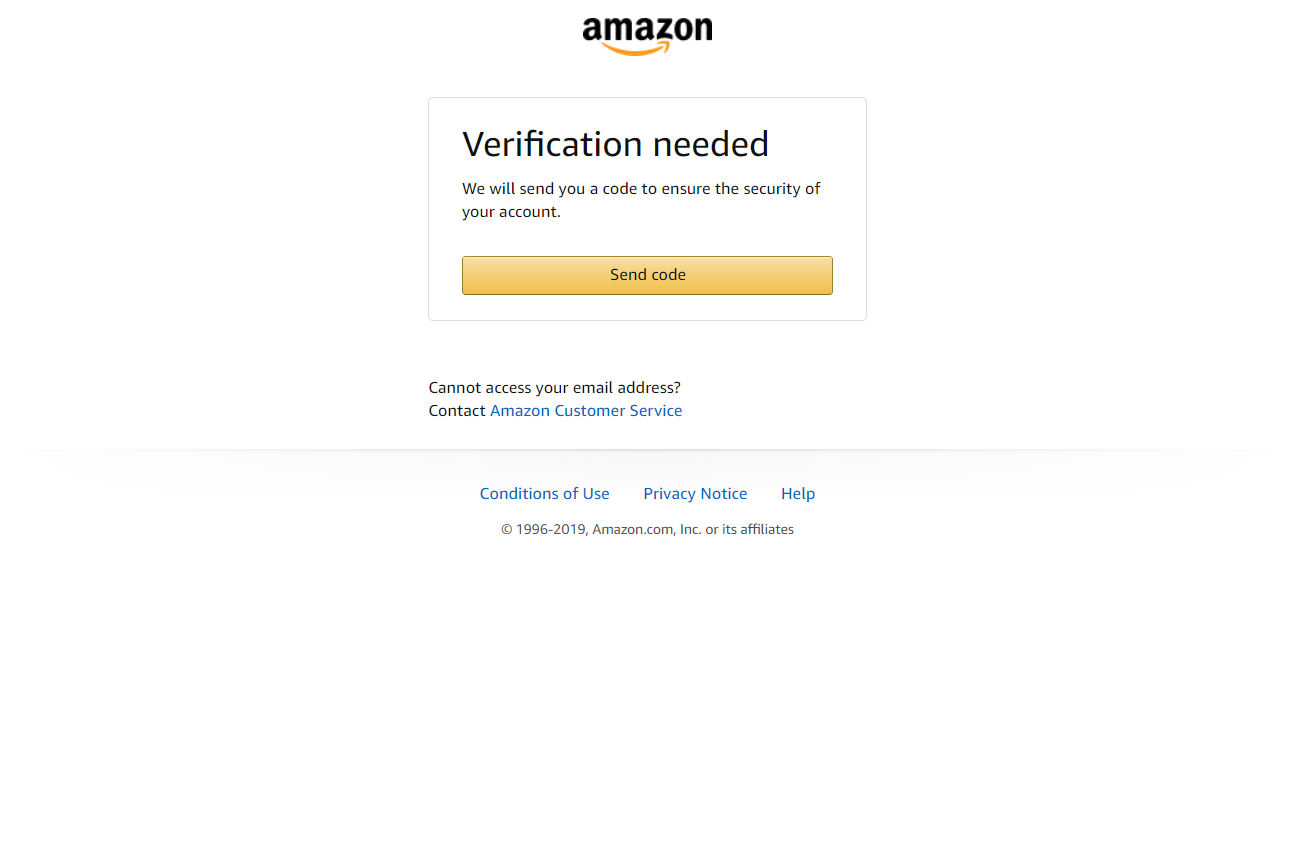 amazon
Verification needed
We will send you a code to ensure the security of
your account.
Send code
Cannot access your email address?
Contact Amazon Customer Service
Conditions of Use Privacy Notice Help
© 1996-2019, Amazon.com, Inc. or its affiliates